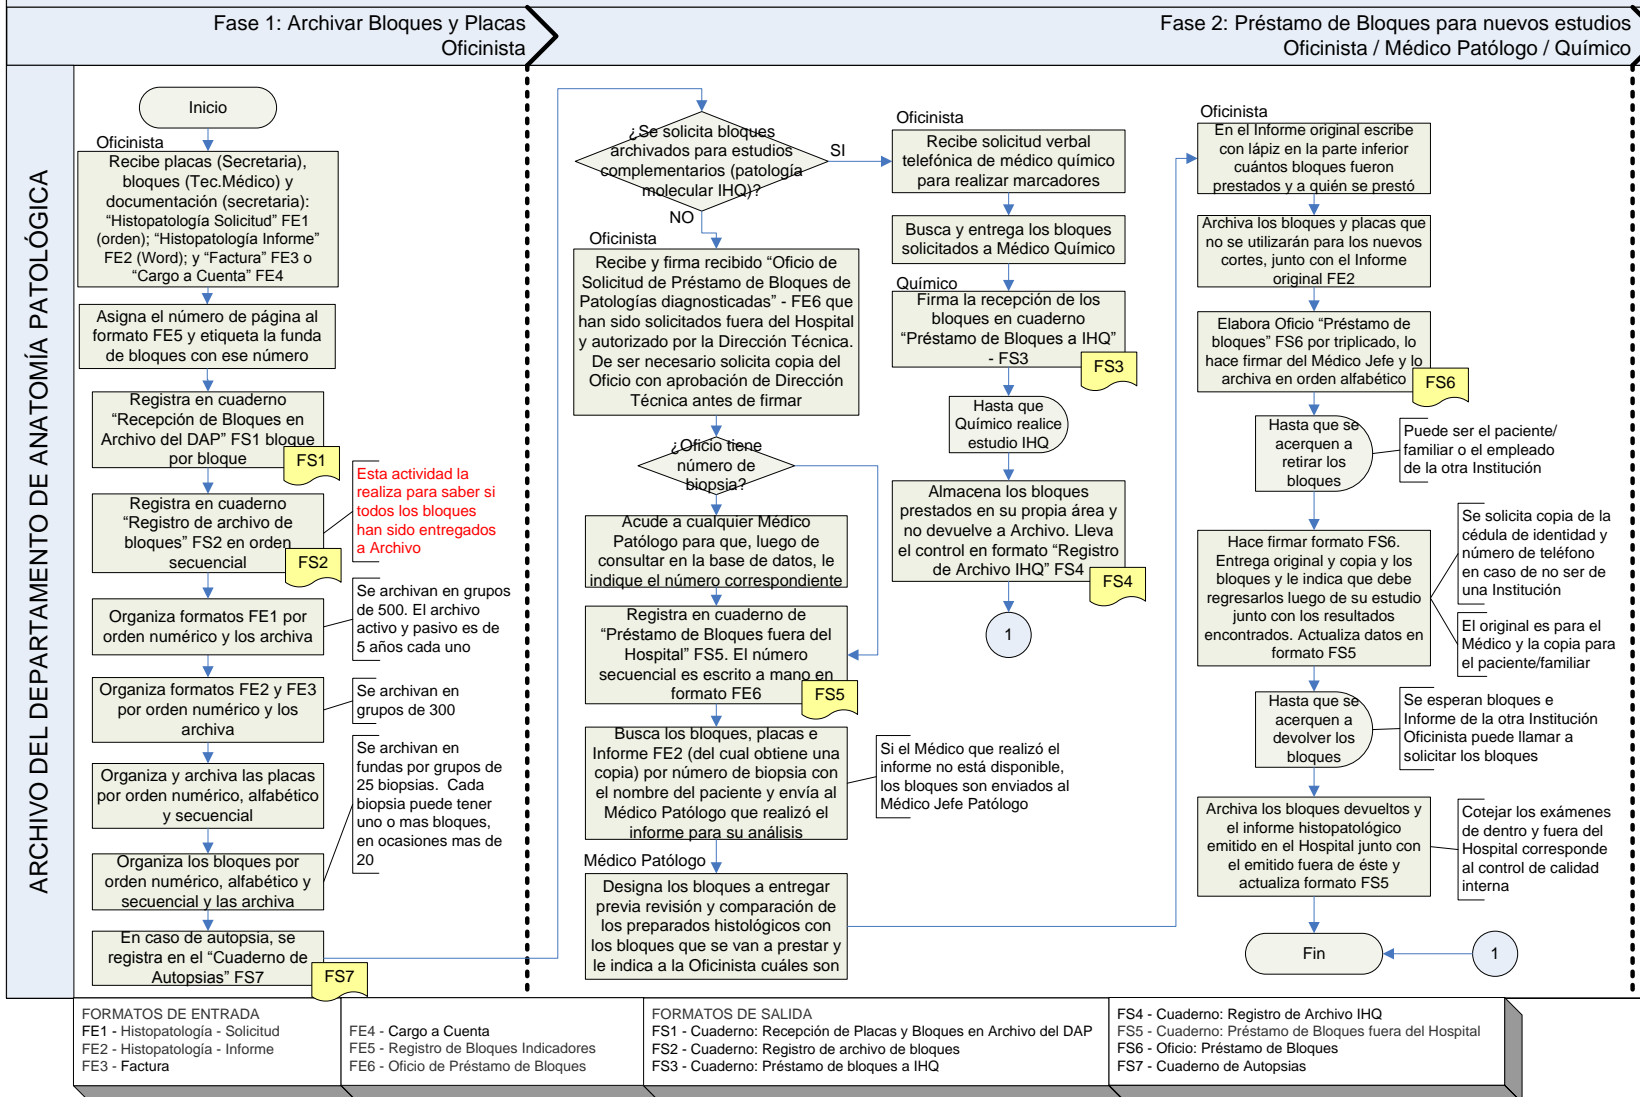 Fase 1: Archivar Bloques y Placas
Oficinista
Fase 2: Préstamo de Bloques para nuevos estudios
Oficinista / Médico Patólogo / Químico
ARCHIVO DEL DEPARTAMENTO DE ANATOMÍA PATOLÓGICA
Inicio
Oficinista
Recibe placas (Secretaria),
bloques (Tec.Médico) y
documentación (secretaria):
“Histopatología Solicitud” FE1
(orden); “Histopatología Informe”
FE2 (Word); y “Factura” FE3 o
“Cargo a Cuenta” FE4
Asigna el número de página al
formato FE5 y etiqueta la funda
de bloques con ese número
Registra en cuaderno
“Recepción de Bloques en
Archivo del DAP” FS1 bloque
por bloque
FS1
Registra en cuaderno
“Registro de archivo de
bloques” FS2 en orden
secuencial
FS2
Esta actividad la
realiza para saber si
todos los bloques
han sido entregados
a Archivo
Organiza formatos FE1 por
orden numérico y los archiva
Se archivan en grupos
de 500. El archivo
activo y pasivo es de
5 años cada uno
Organiza formatos FE2 y FE3
por orden numérico y los
archiva
Se archivan en
grupos de 300
Organiza y archiva las placas
por orden numérico, alfabético
y secuencial
Se archivan en
fundas por grupos de
25 biopsias.  Cada
biopsia puede tener
uno o mas bloques,
en ocasiones mas de
20
Organiza los bloques por
orden numérico, alfabético y
secuencial y las archiva
En caso de autopsia, se
registra en el “Cuaderno de
Autopsias” FS7
FS7
¿Se solicita bloques
archivados para estudios
complementarios (patología
molecular IHQ)?
SI
NO
Oficinista
Recibe y firma recibido “Oficio de
Solicitud de Préstamo de Bloques de
Patologías diagnosticadas” - FE6 que
han sido solicitados fuera del Hospital
y autorizado por la Dirección Técnica.
De ser necesario solicita copia del
Oficio con aprobación de Dirección
Técnica antes de firmar
¿Oficio tiene
número de
biopsia?
Acude a cualquier Médico
Patólogo para que, luego de
consultar en la base de datos, le
indique el número correspondiente
Registra en cuaderno de
“Préstamo de Bloques fuera del
Hospital” FS5. El número
secuencial es escrito a mano en
formato FE6
FS5
Busca los bloques, placas e
Informe FE2 (del cual obtiene una
copia) por número de biopsia con
el nombre del paciente y envía al
Médico Patólogo que realizó el
informe para su análisis
Si el Médico que realizó el
informe no está disponible,
los bloques son enviados al
Médico Jefe Patólogo
Médico Patólogo
Designa los bloques a entregar
previa revisión y comparación de
los preparados histológicos con
los bloques que se van a prestar y
le indica a la Oficinista cuáles son
Oficinista
Recibe solicitud verbal
telefónica de médico químico
para realizar marcadores
Busca y entrega los bloques
solicitados a Médico Químico
Químico
Firma la recepción de los
bloques en cuaderno
“Préstamo de Bloques a IHQ”
- FS3
FS3
Hasta que
Químico realice
estudio IHQ
Almacena los bloques
prestados en su propia área y
no devuelve a Archivo. Lleva
el control en formato “Registro
de Archivo IHQ” FS4
FS4
1
Oficinista
En el Informe original escribe
con lápiz en la parte inferior
cuántos bloques fueron
prestados y a quién se prestó
Archiva los bloques y placas que
no se utilizarán para los nuevos
cortes, junto con el Informe
original FE2
Elabora Oficio “Préstamo de
bloques” FS6 por triplicado, lo
hace firmar del Médico Jefe y lo
archiva en orden alfabético
FS6
Hasta que se
acerquen a
retirar los
bloques
Puede ser el paciente/
familiar o el empleado
de la otra Institución
Hace firmar formato FS6.
Entrega original y copia y los
bloques y le indica que debe
regresarlos luego de su estudio
junto con los resultados
encontrados. Actualiza datos en
formato FS5
Se solicita copia de la
cédula de identidad y
número de teléfono
en caso de no ser de
una Institución
El original es para el
Médico y la copia para
el paciente/familiar
Hasta que se
acerquen a
devolver los
bloques
Se esperan bloques e
Informe de la otra Institución
Oficinista puede llamar a
solicitar los bloques
Archiva los bloques devueltos y
el informe histopatológico
emitido en el Hospital junto con
el emitido fuera de éste y
actualiza formato FS5
Cotejar los exámenes
de dentro y fuera del
Hospital corresponde
al control de calidad
interna
Fin
1
FORMATOS DE ENTRADA
FE1 - Histopatología - Solicitud
FE2 - Histopatología - Informe
FE3 - Factura
FE4 - Cargo a Cuenta
FE5 - Registro de Bloques Indicadores
FE6 - Oficio de Préstamo de Bloques
FORMATOS DE SALIDA
FS1 - Cuaderno: Recepción de Placas y Bloques en Archivo del DAP
FS2 - Cuaderno: Registro de archivo de bloques
FS3 - Cuaderno: Préstamo de bloques a IHQ
FS4 - Cuaderno: Registro de Archivo IHQ
FS5 - Cuaderno: Préstamo de Bloques fuera del Hospital
FS6 - Oficio: Préstamo de Bloques
FS7 - Cuaderno de Autopsias